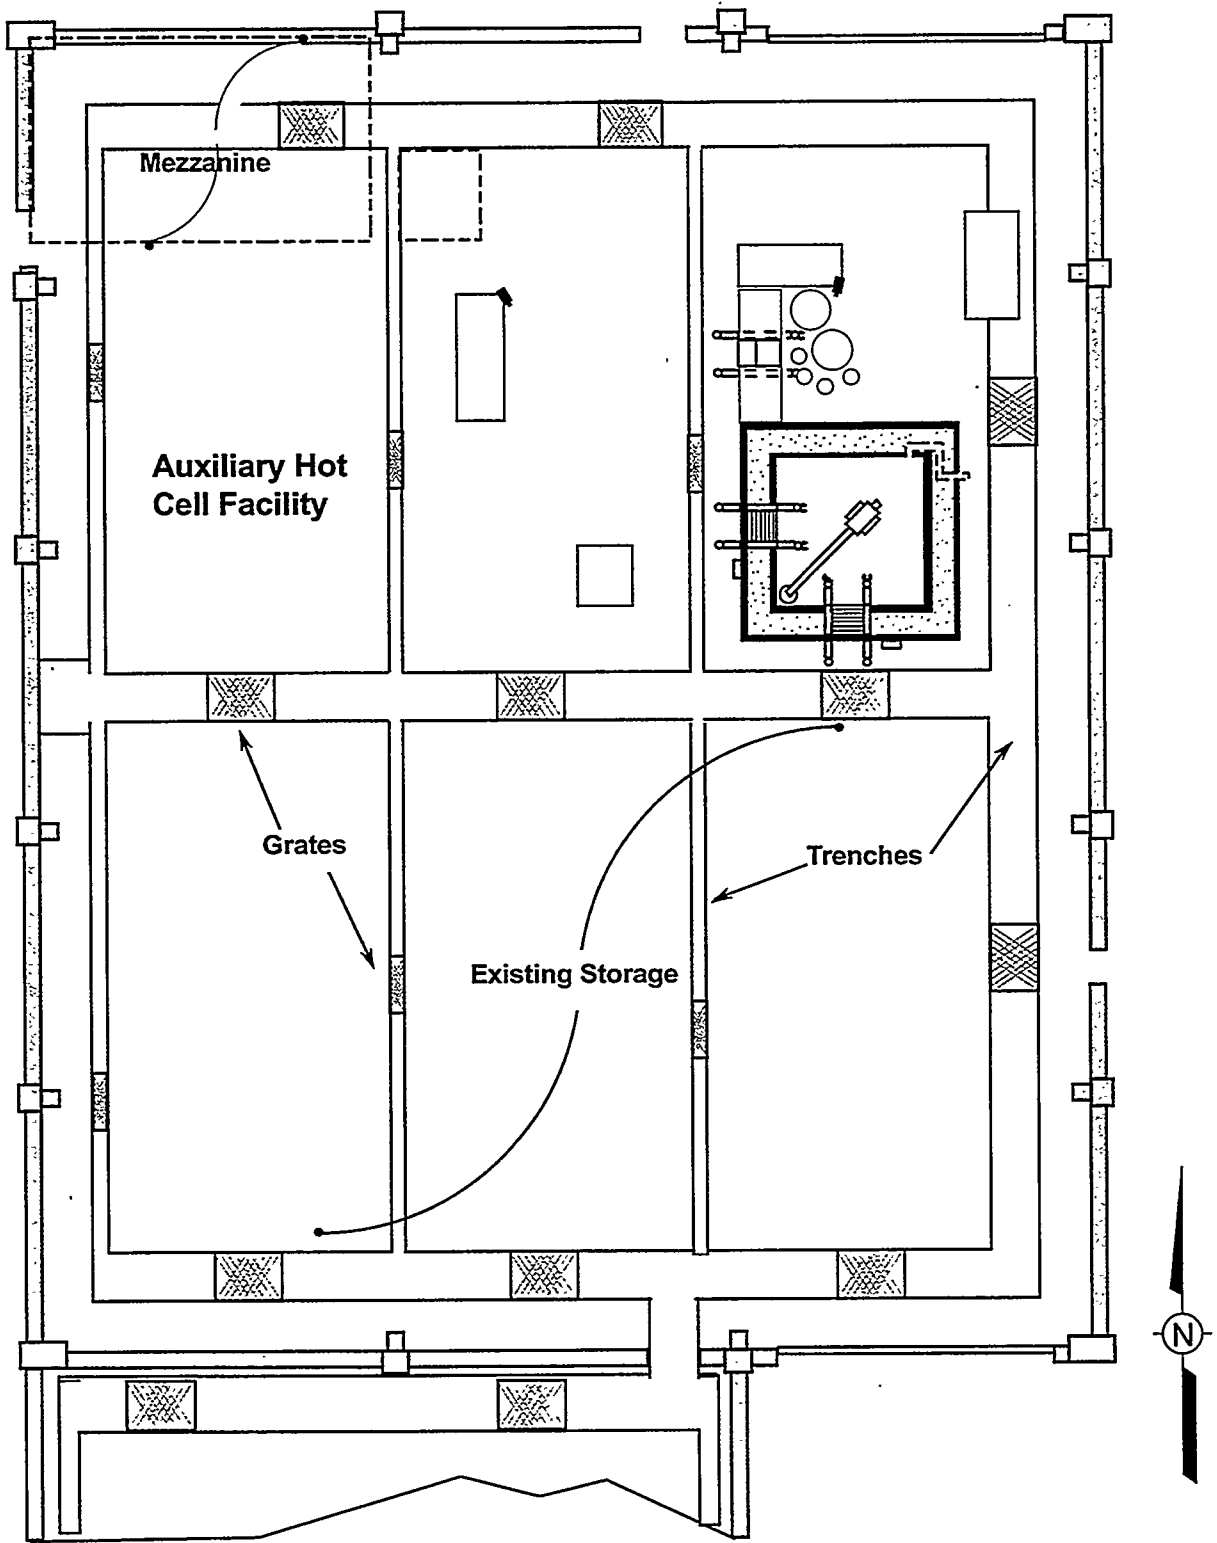 Mezzanine
Auxiliary Hot
Cell Facility
Grates
Trenches
Existing Storage
N